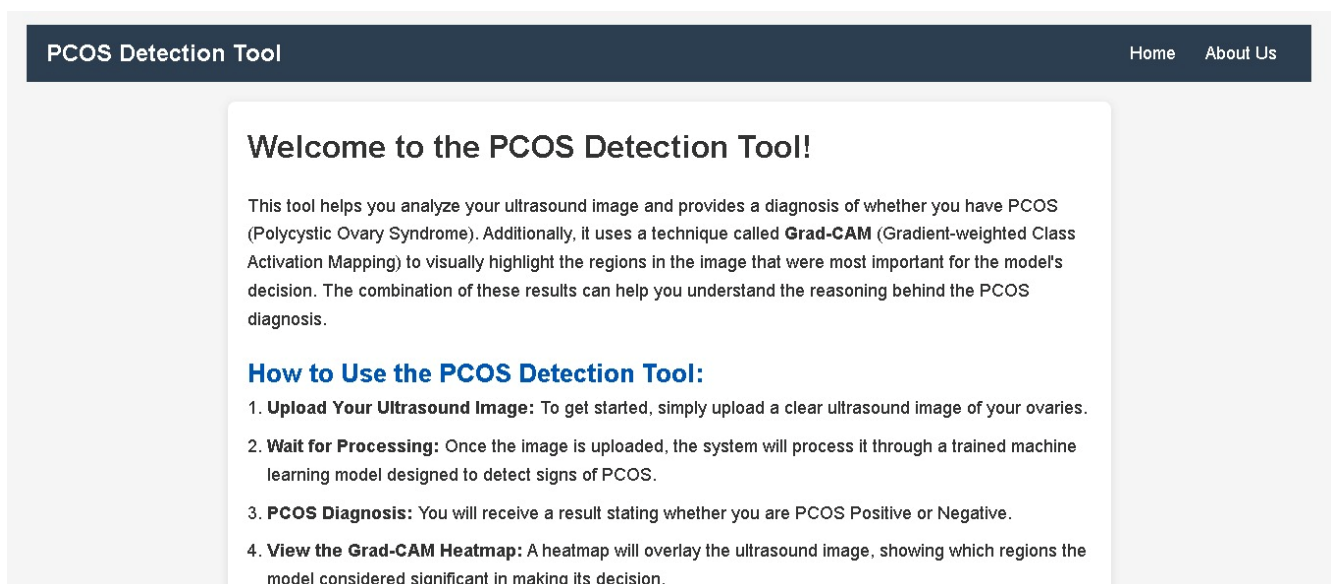 PCOS Detection Tool
Home About Us
Welcome to the PCOS Detection Tool!
This tool helps you analyze your ultrasound image and provides a diagnosis of whether you have PCOS
(Polycystic Ovary Syndrome). Additionally, it uses a technique called Grad-CAM (Gradient-weighted Class
Activation Mapping) to visually highlight the regions in the image that were most important for the model's
decision. The combination of these results can help you understand the reasoning behind the PCOS
diagnosis.
How to Use the PCOS Detection Tool:
1. Upload Your Ultrasound Image: To get started, simply upload a clear ultrasound image of your ovaries.
2. Wait for Processing: Once the image is uploaded, the system will process it through a trained machine
learning model designed to detect signs of PCOS.
3. PCOS Diagnosis: You will receive a result stating whether you are PCOS Positive or Negative.
4. View the Grad-CAM Heatmap: A heatmap will overlay the ultrasound image, showing which regions the
model considered significant in making its decision.